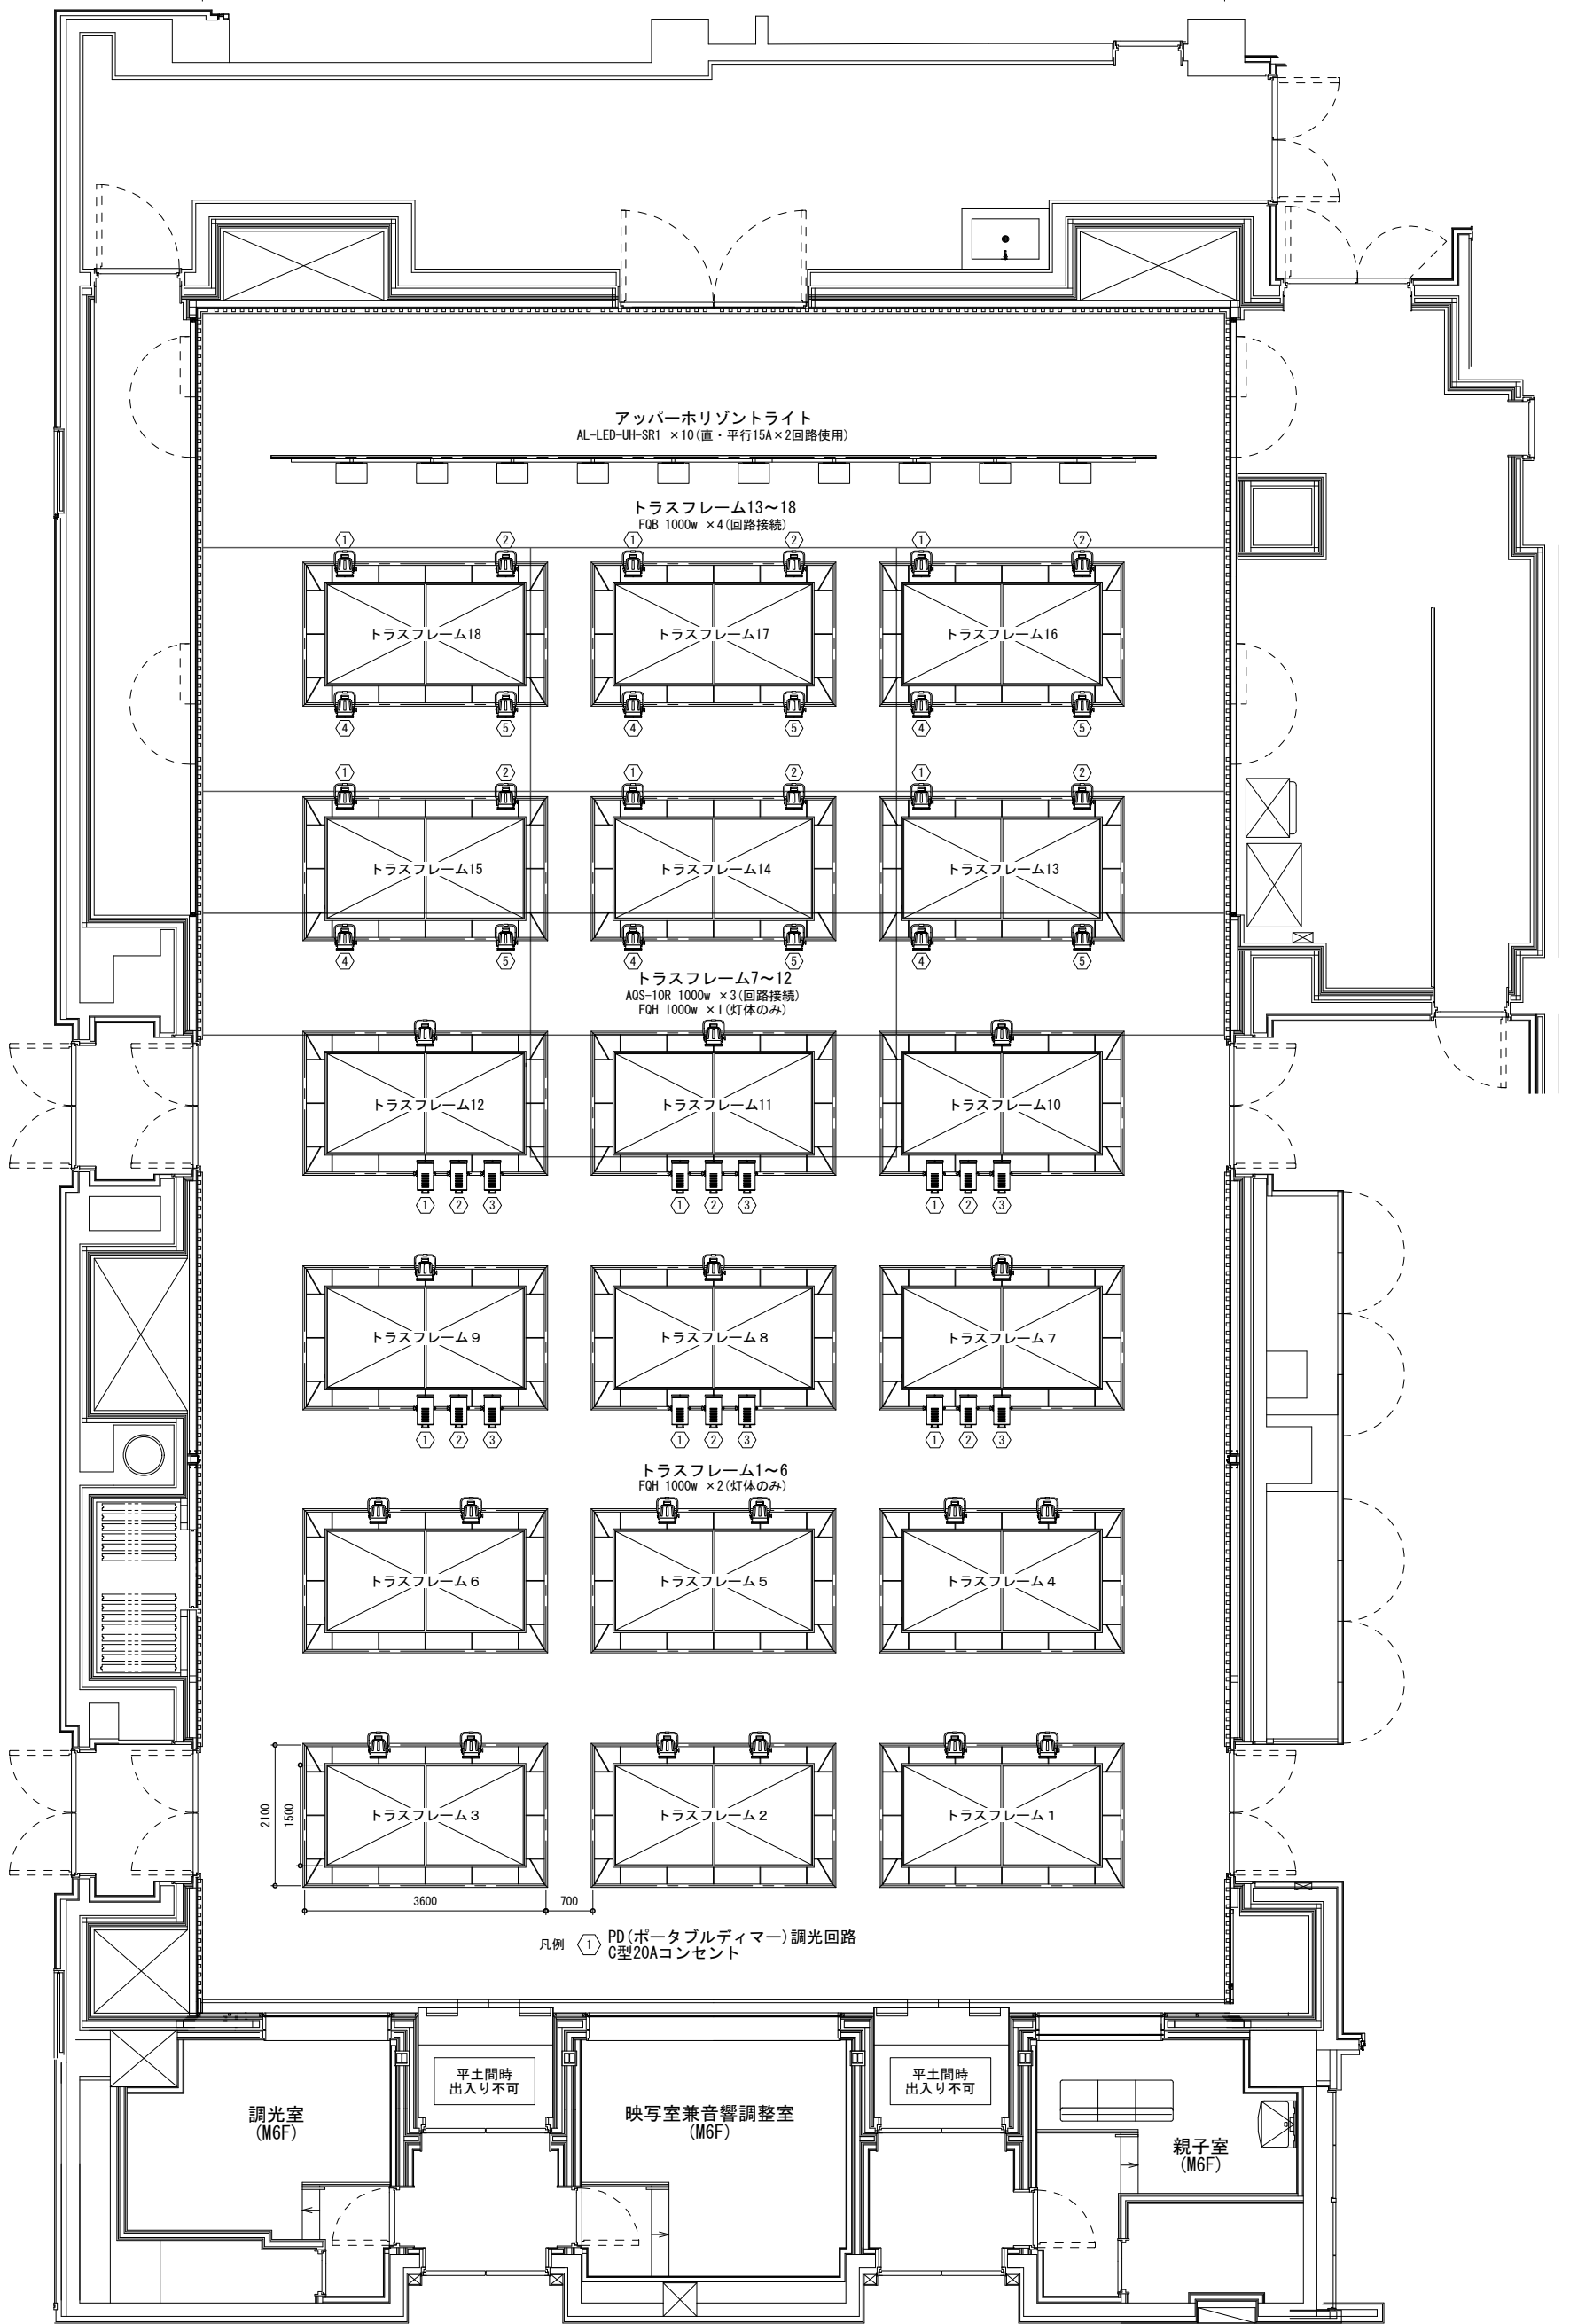 アッパーホリゾントライト
AL-LED-UH-SR1 ×10(直・平行15A×2回路使用)
トラスフレーム13~18
FQB 1000w ×4(回路接続)
1 2 1 2 1 2
トラスフレーム18 トラスフレーム17 トラスフレーム16
4 5 4 5 4 5
1 2 1 2 1 2
トラスフレーム15 トラスフレーム14 トラスフレーム13
4 5 4 5 4 5
トラスフレーム7~12
AQS-10R 1000w ×3(回路接続)
FQH 1000w ×1(灯体のみ)
トラスフレーム12 トラスフレーム11 トラスフレーム10
1 2 3 1 2 3 1 2 3
トラスフレーム9 トラスフレーム8 トラスフレーム7
1 2 3 1 2 3 1 2 3
トラスフレーム1~6
FQH 1000w ×2(灯体のみ)
トラスフレーム6 トラスフレーム5 トラスフレーム4
トラスフレーム3 トラスフレーム2 トラスフレーム1
2100
1500
3600 700
凡例 1 PD(ポータブルディマー)調光回路
C型20Aコンセント
平土間時
出入り不可
平土間時
出入り不可
調光室
(M6F)
映写室兼音響調整室
(M6F)
親子室
(M6F)